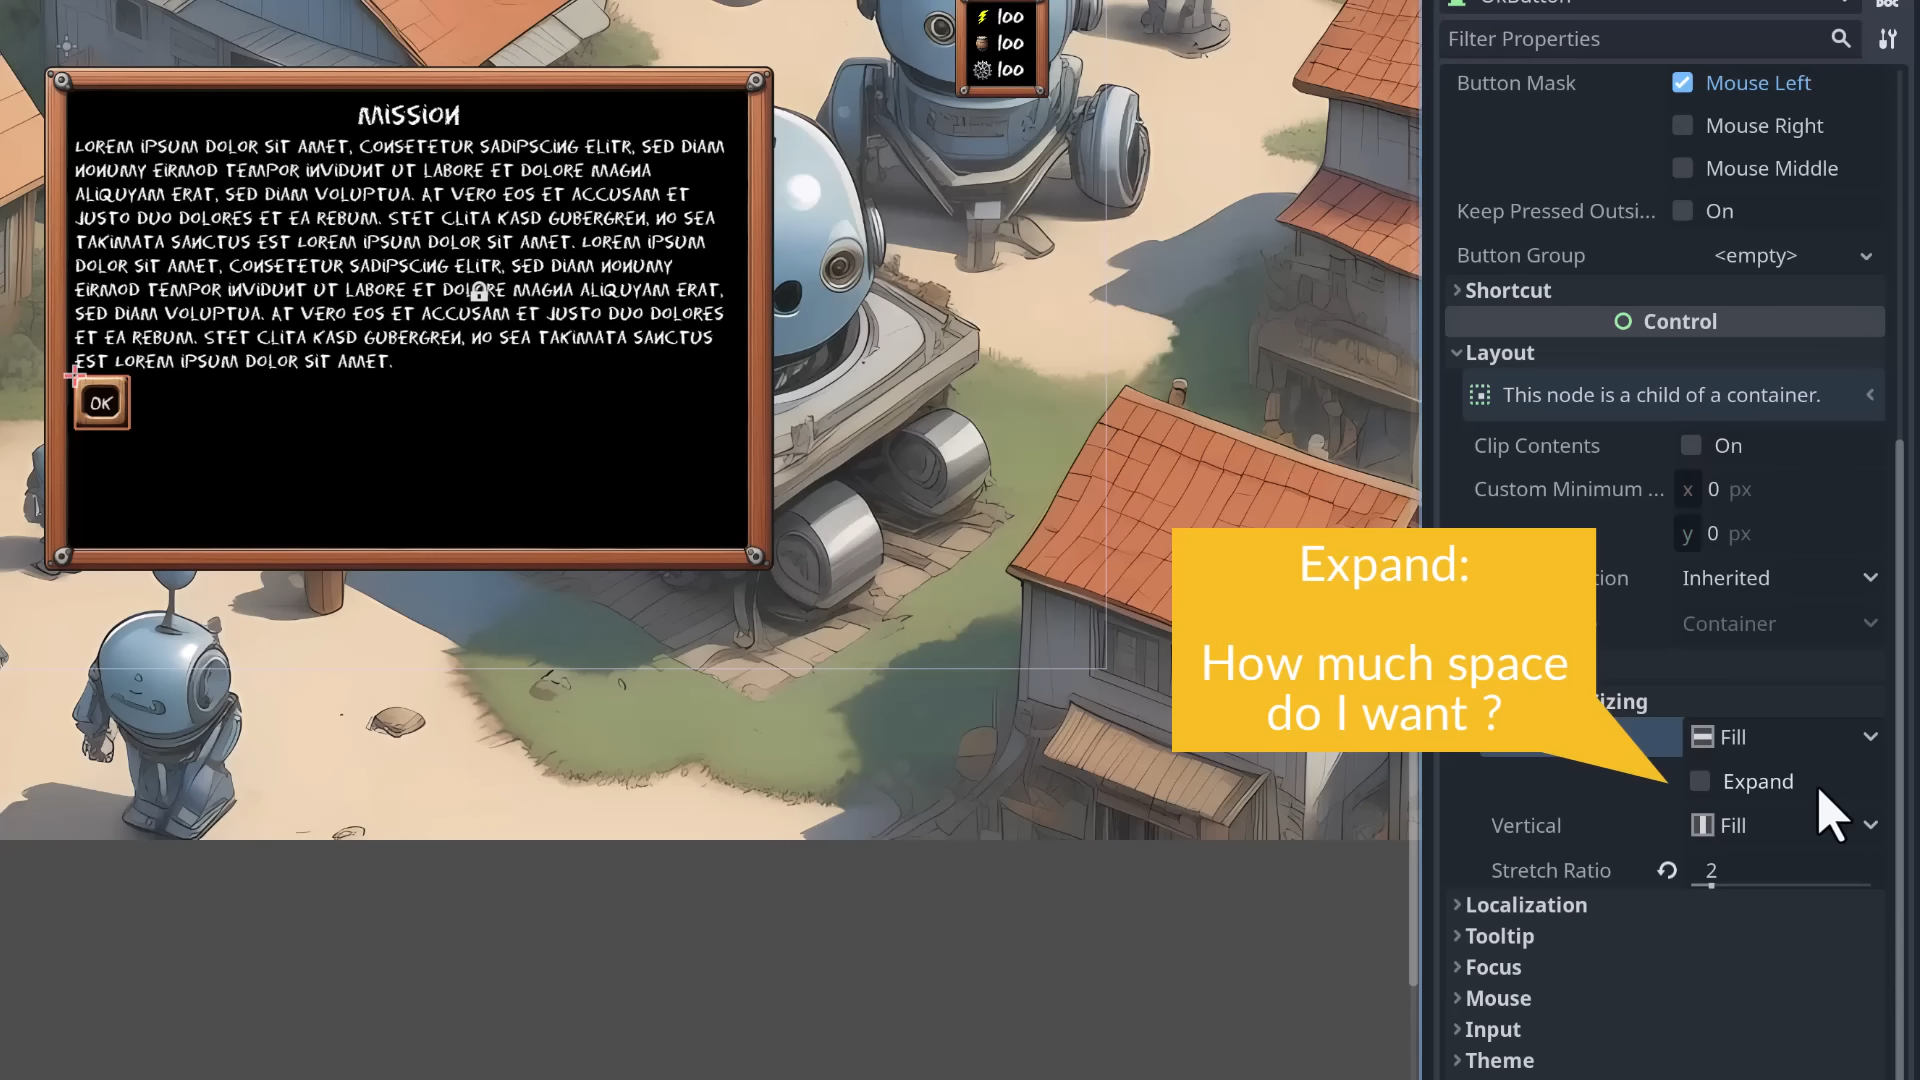 100
100
100
MISSION
LOREM IPSUM DOLOR SIT AMET, CONSETETUR SADIPSCING ELITR, SED DIAM
NONUMY EIRMOD TEMPOR INVIDUNT UT LABORE ET DOLORE MAGNA
ALIQUYAM ERAT, SED DIAM VOLUPTUA. AT VERO EOS ET ACCUSAM ET
JUSTO DUO DOLORES ET EA REBUM. STET CLITA KASD GUBERGREN, NO SEA
TAKIMATA SANCTUS EST LOREM IPSUM DOLOR SIT AMET. LOREM IPSUM
DOLOR SIT AMET, CONSETETUR SADIPSCING ELITR, SED DIAM NONUMY
EIRMOD TEMPOR INVIDUNT UT LABORE ET DOLORE MAGNA ALIQUYAM ERAT,
SED DIAM VOLUPTUA. AT VERO EOS ET ACCUSAM ET JUSTO DUO DOLORES
ET EA REBUM. STET CLITA KASD GUBERGREN, NO SEA TAKIMATA SANCTUS
EST LOREM IPSUM DOLOR SIT AMET.
OK
Expand:
How much space
do I want ?
OkButton
DOC
Filter Properties
Button Mask
Mouse Left
Mouse Right
Mouse Middle
Keep Pressed Outsi...
On
Button Group
<empty>
Shortcut
Control
Layout
This node is a child of a container.
Clip Contents
On
Custom Minimum ...
x 0 px
y 0 px
Inherited
Container
Fill
Expand
Vertical
Fill
Stretch Ratio
2
Localization
Tooltip
Focus
Mouse
Input
Theme